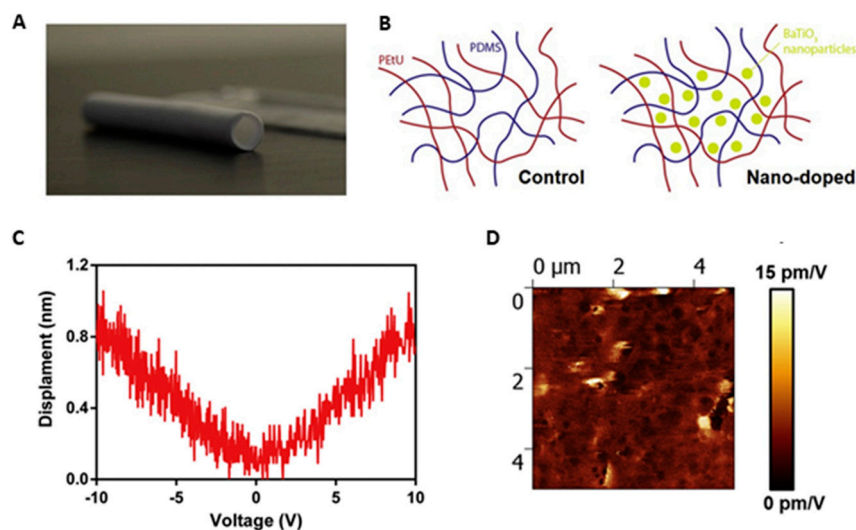 A
B
PEtU
PDMS
BaTiO3
nanoparticles
Control
Nano-doped
C
Displament (nm)
1.2
0.8
0.4
0.0
-10
-5
0
5
10
Voltage (V)
D
0 µm
2
4
0
2
4
15 pm/V
0 pm/V